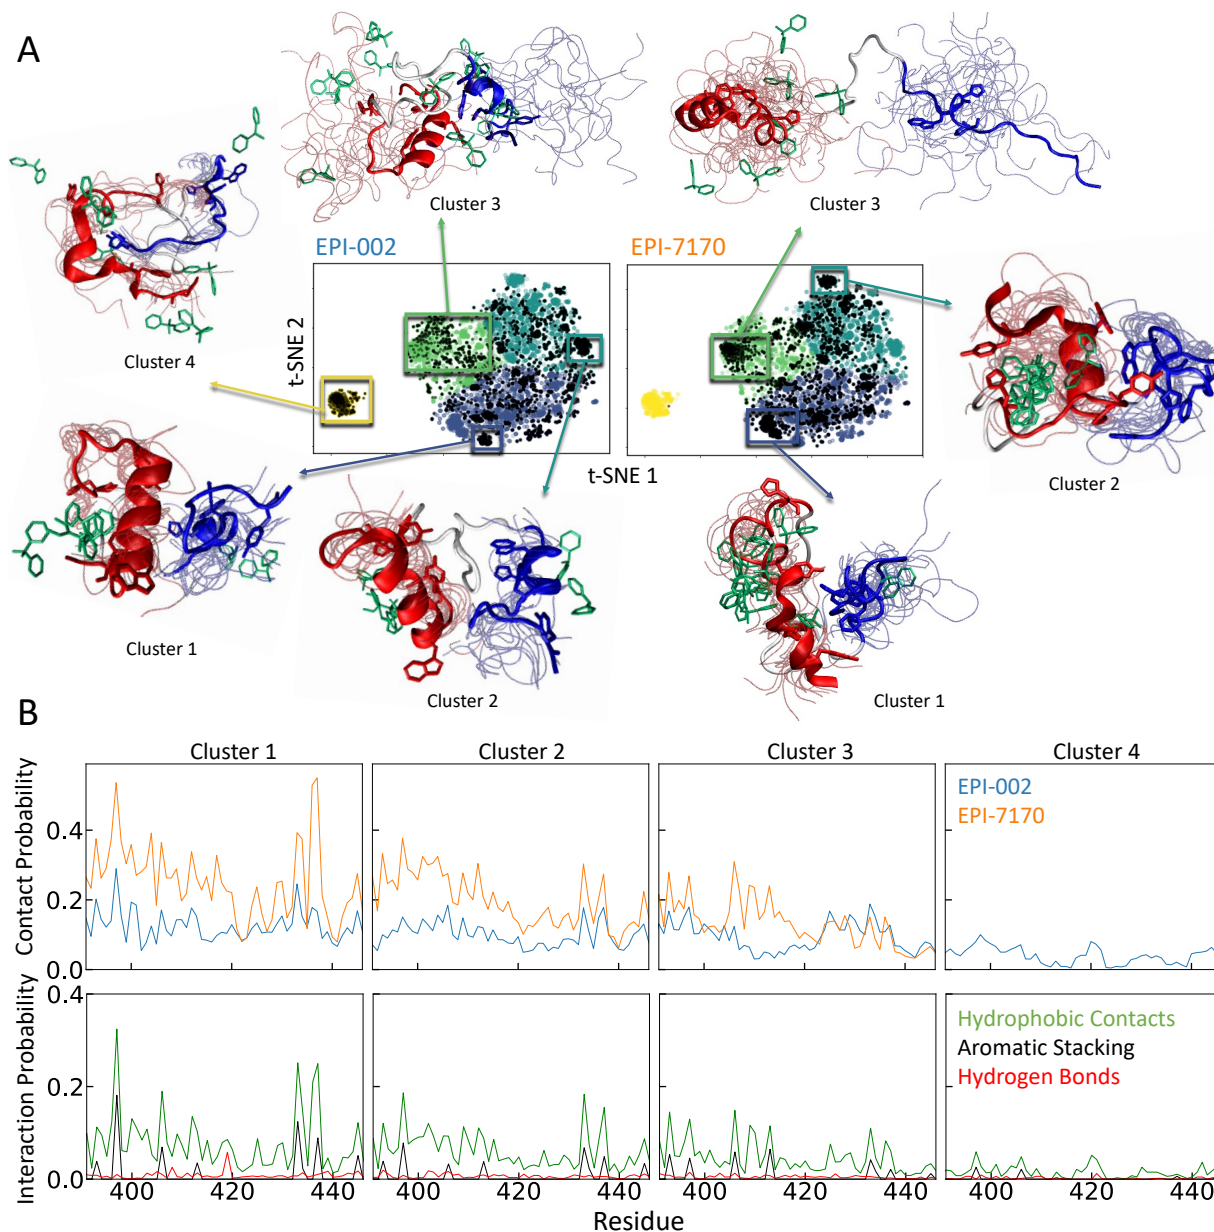 A
Cluster 3
Cluster 3
EPI-002
EPI-7170
Cluster 4
t-SNE 2
t-SNE 1
Cluster 2
Cluster 1
Cluster 2
Cluster 1
B
Cluster 1
Cluster 2
Cluster 3
Cluster 4
Contact Probability
0.4
0.2
0.0
EPI-002
EPI-7170
Interaction Probability
0.4
0.2
0.0
Hydrophobic Contacts
Aromatic Stacking
Hydrogen Bonds
400 420 440
400 420 440
400 420 440
400 420 440
Residue